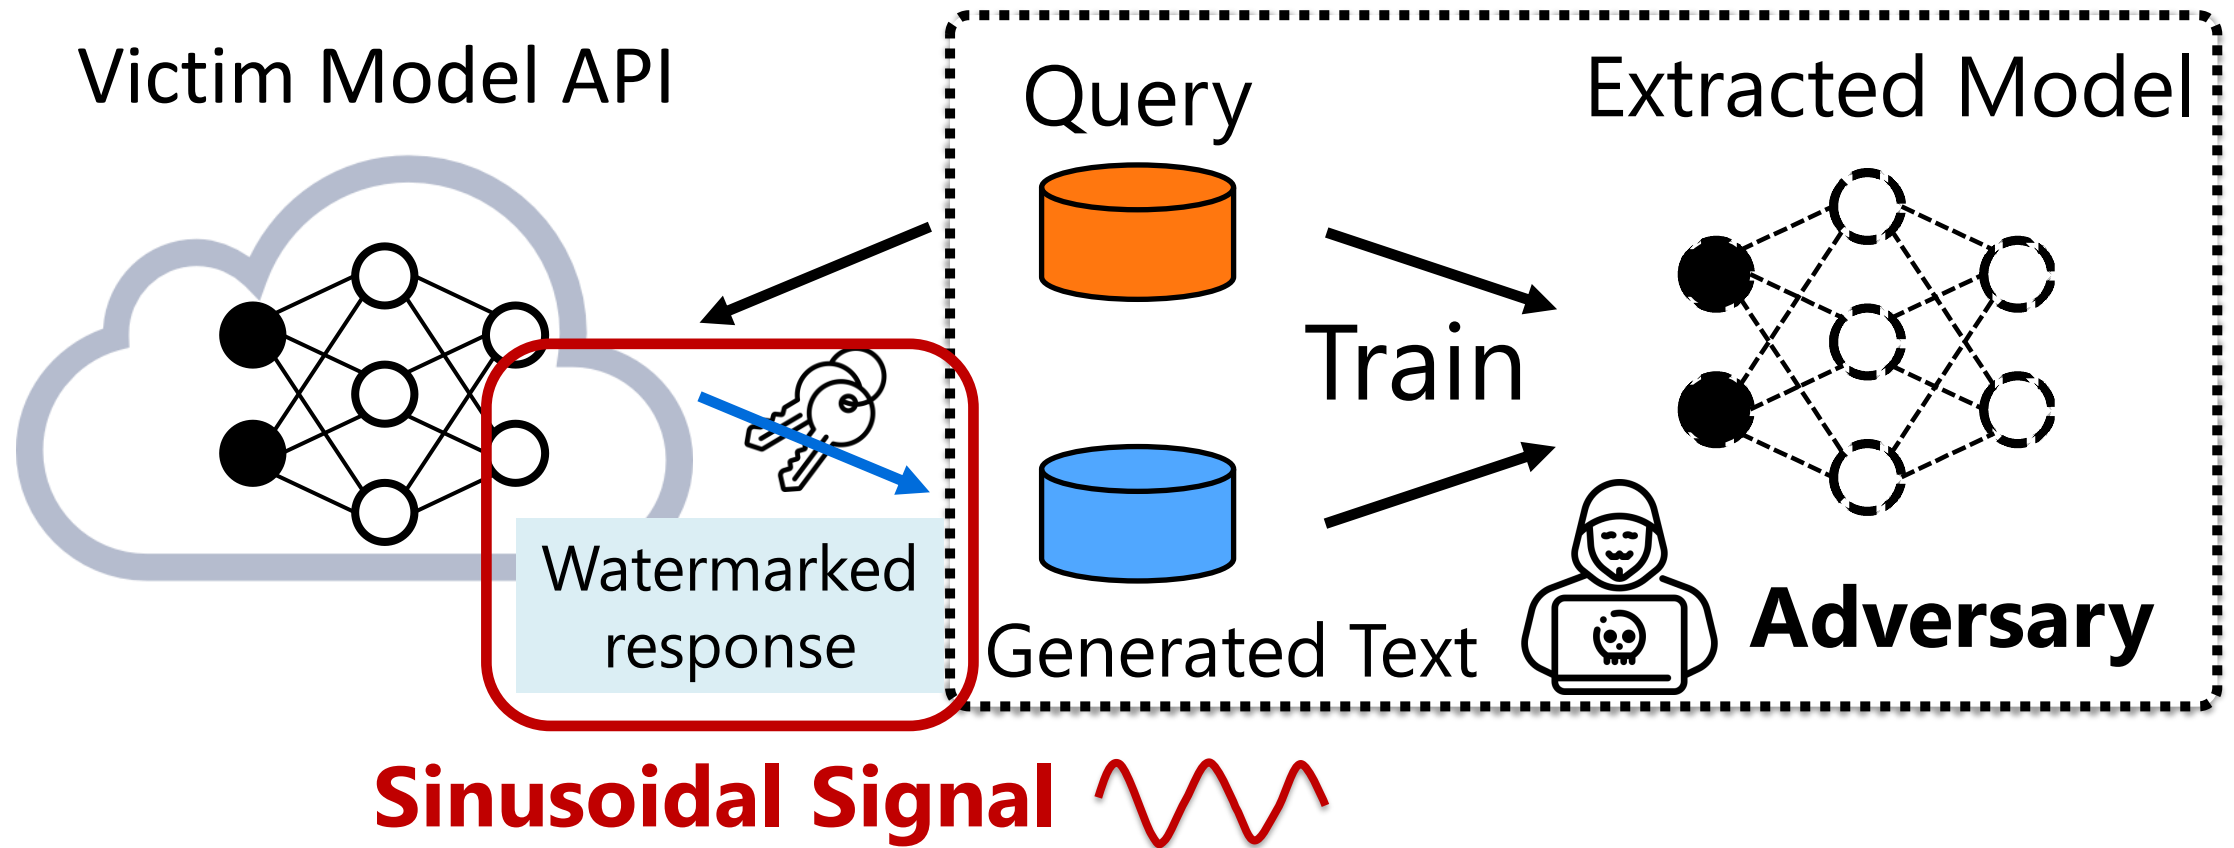 Victim Model API
Query
Extracted Model
Train
Watermarked
response
Generated Text
Adversary
Sinusoidal Signal